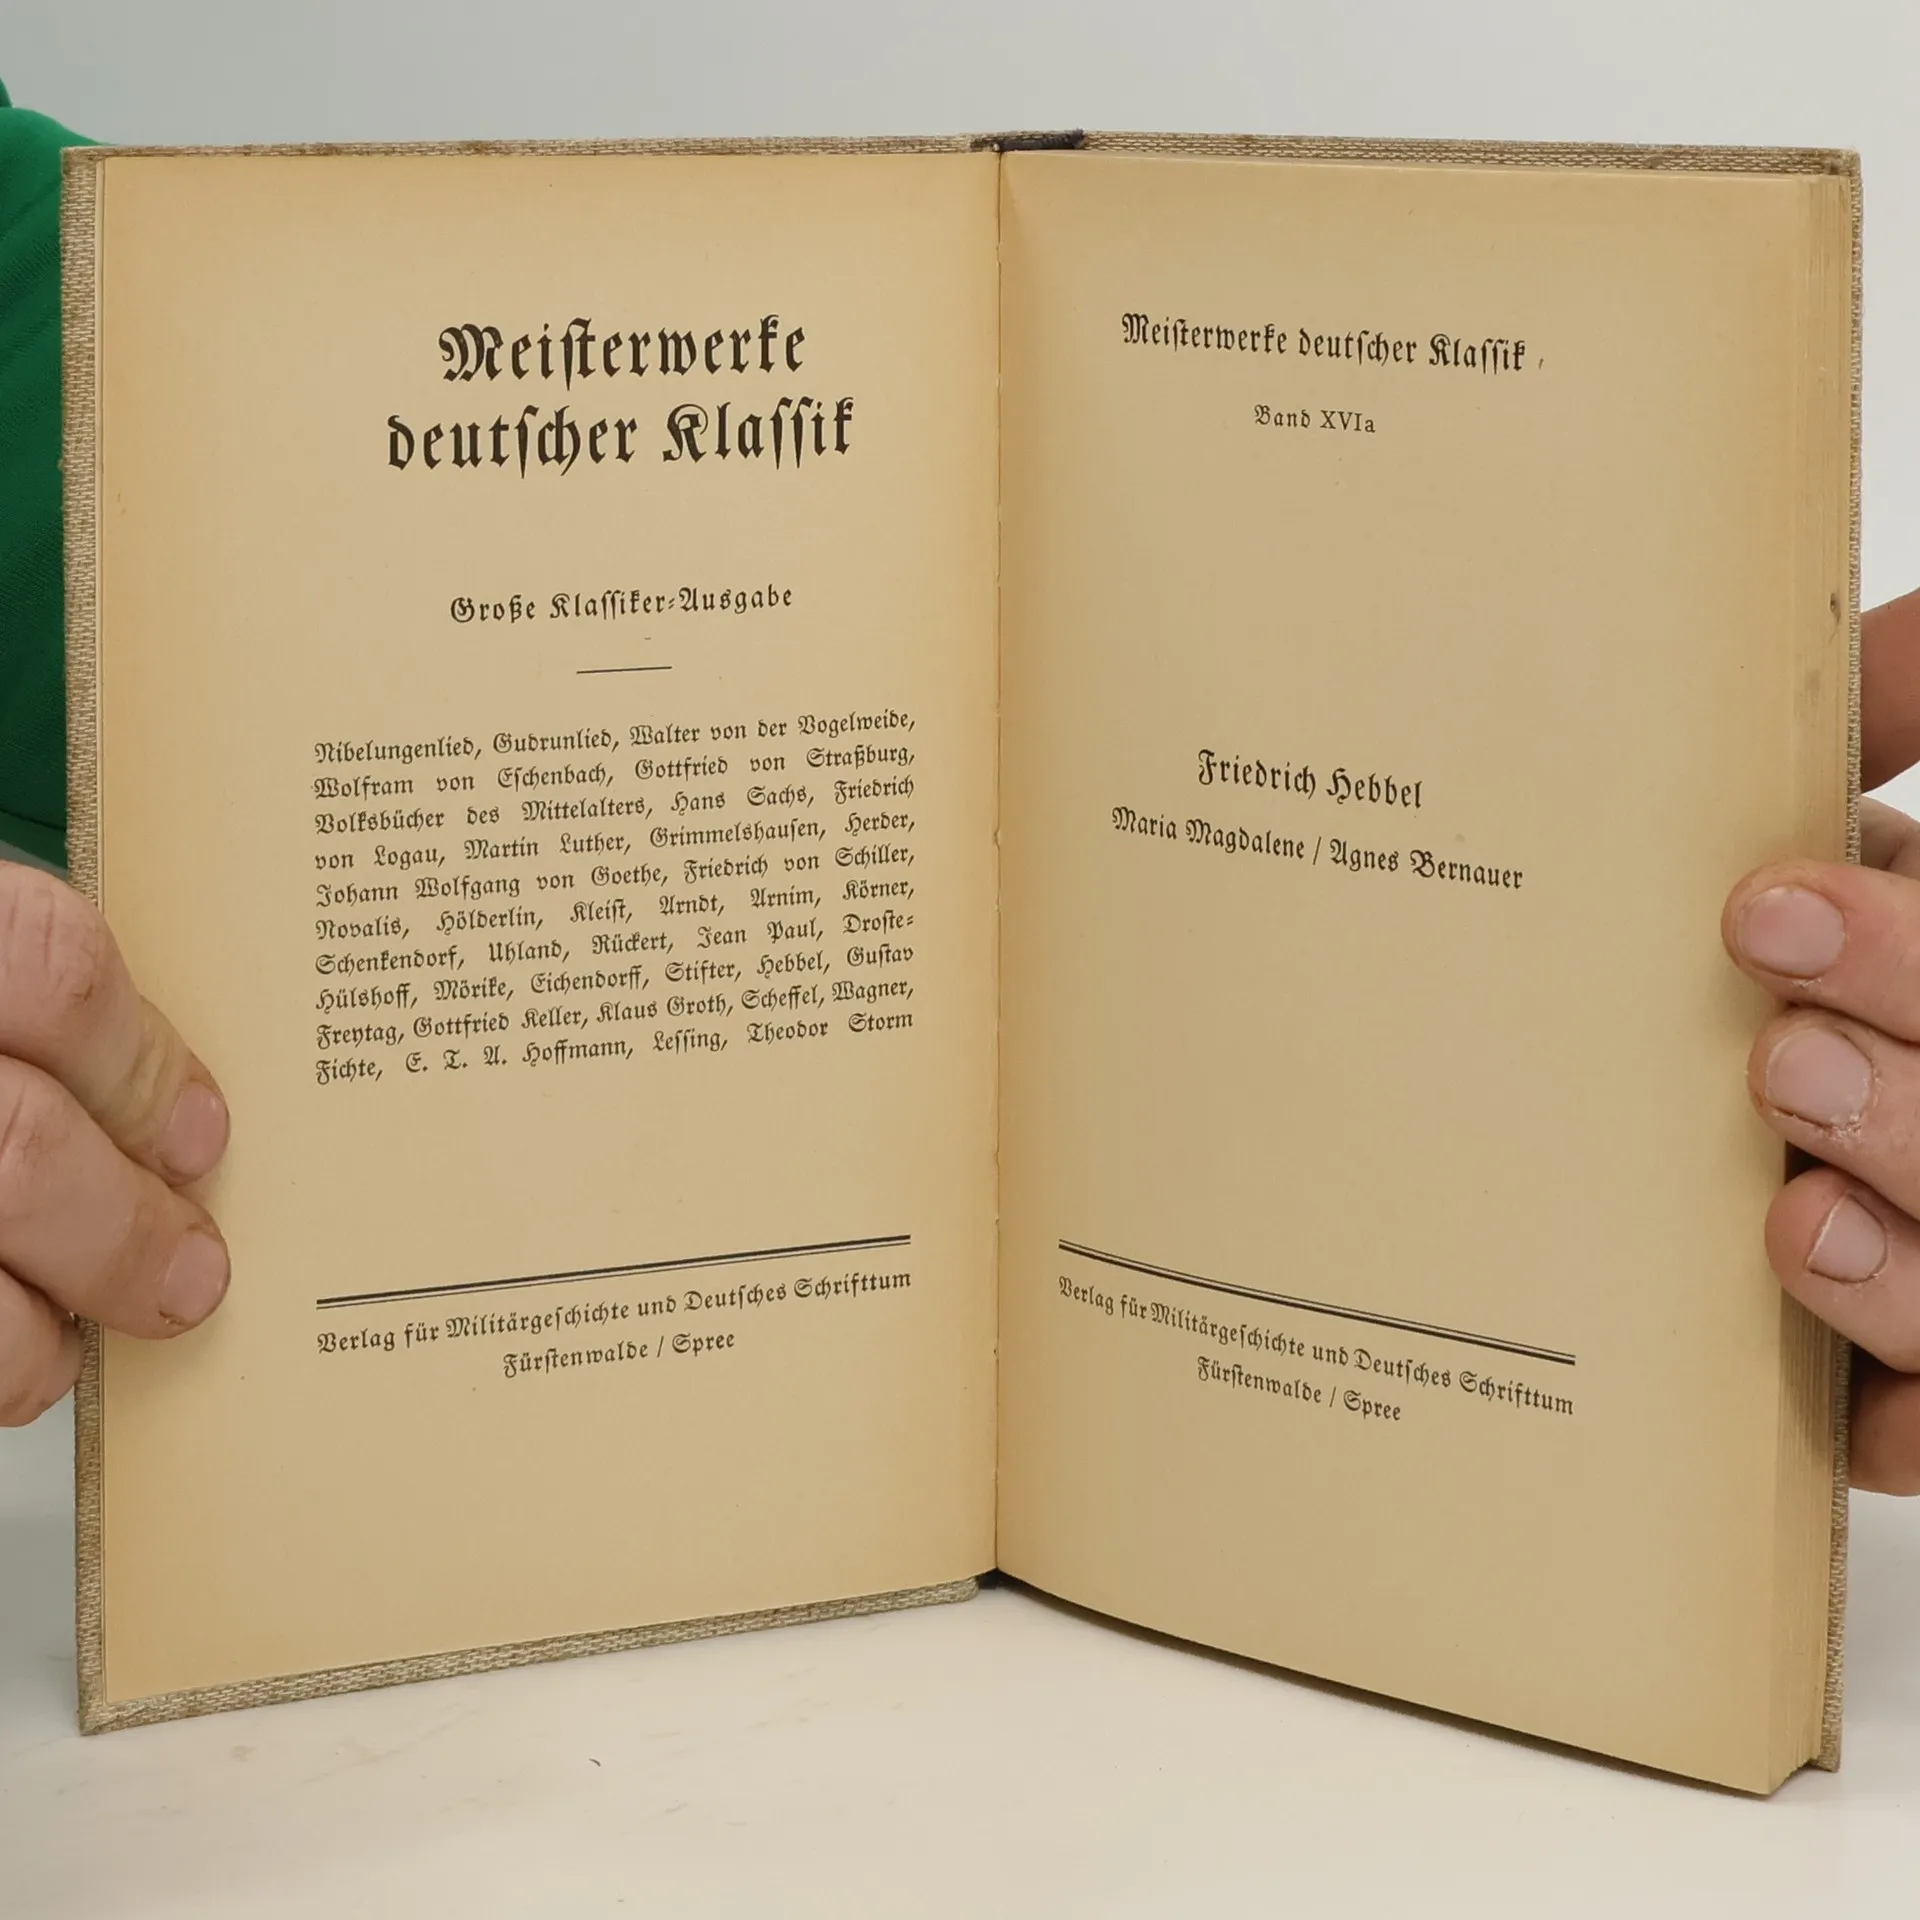 Meisterwerke
deutscher Klassik
Große Klassiker-Ausgabe
Nibelungenlied, Gudrunlied, Walter von der Vogelweide,
Wolfram von Eschenbach, Gottfried von Straßburg,
Volksbücher des Mittelalters, Hans Sachs, Friedrich
von Logau, Martin Luther, Grimmelshausen, Herder,
Johann Wolfgang von Goethe, Friedrich von Schiller,
Novalis, Hölderlin, Kleist, Arndt, Arnim, Körner,
Schenkendorf, Uhland, Rückert, Jean Paul, Droste-
Hülshoff, Mörike, Eichendorff, Stifter, Hebbel, Gustav
Freytag, Gottfried Keller, Klaus Groth, Scheffel, Wagner,
Fichte, E. T. A. Hoffmann, Lessing, Theodor Storm
Verlag für Militärgeschichte und Deutsches Schrifttum
Fürstenwalde / Spree
Meisterwerke deutscher Klassik
Band XVIa
Friedrich Hebbel
Maria Magdalene / Agnes Bernauer
Verlag für Militärgeschichte und Deutsches Schrifttum
Fürstenwalde / Spree